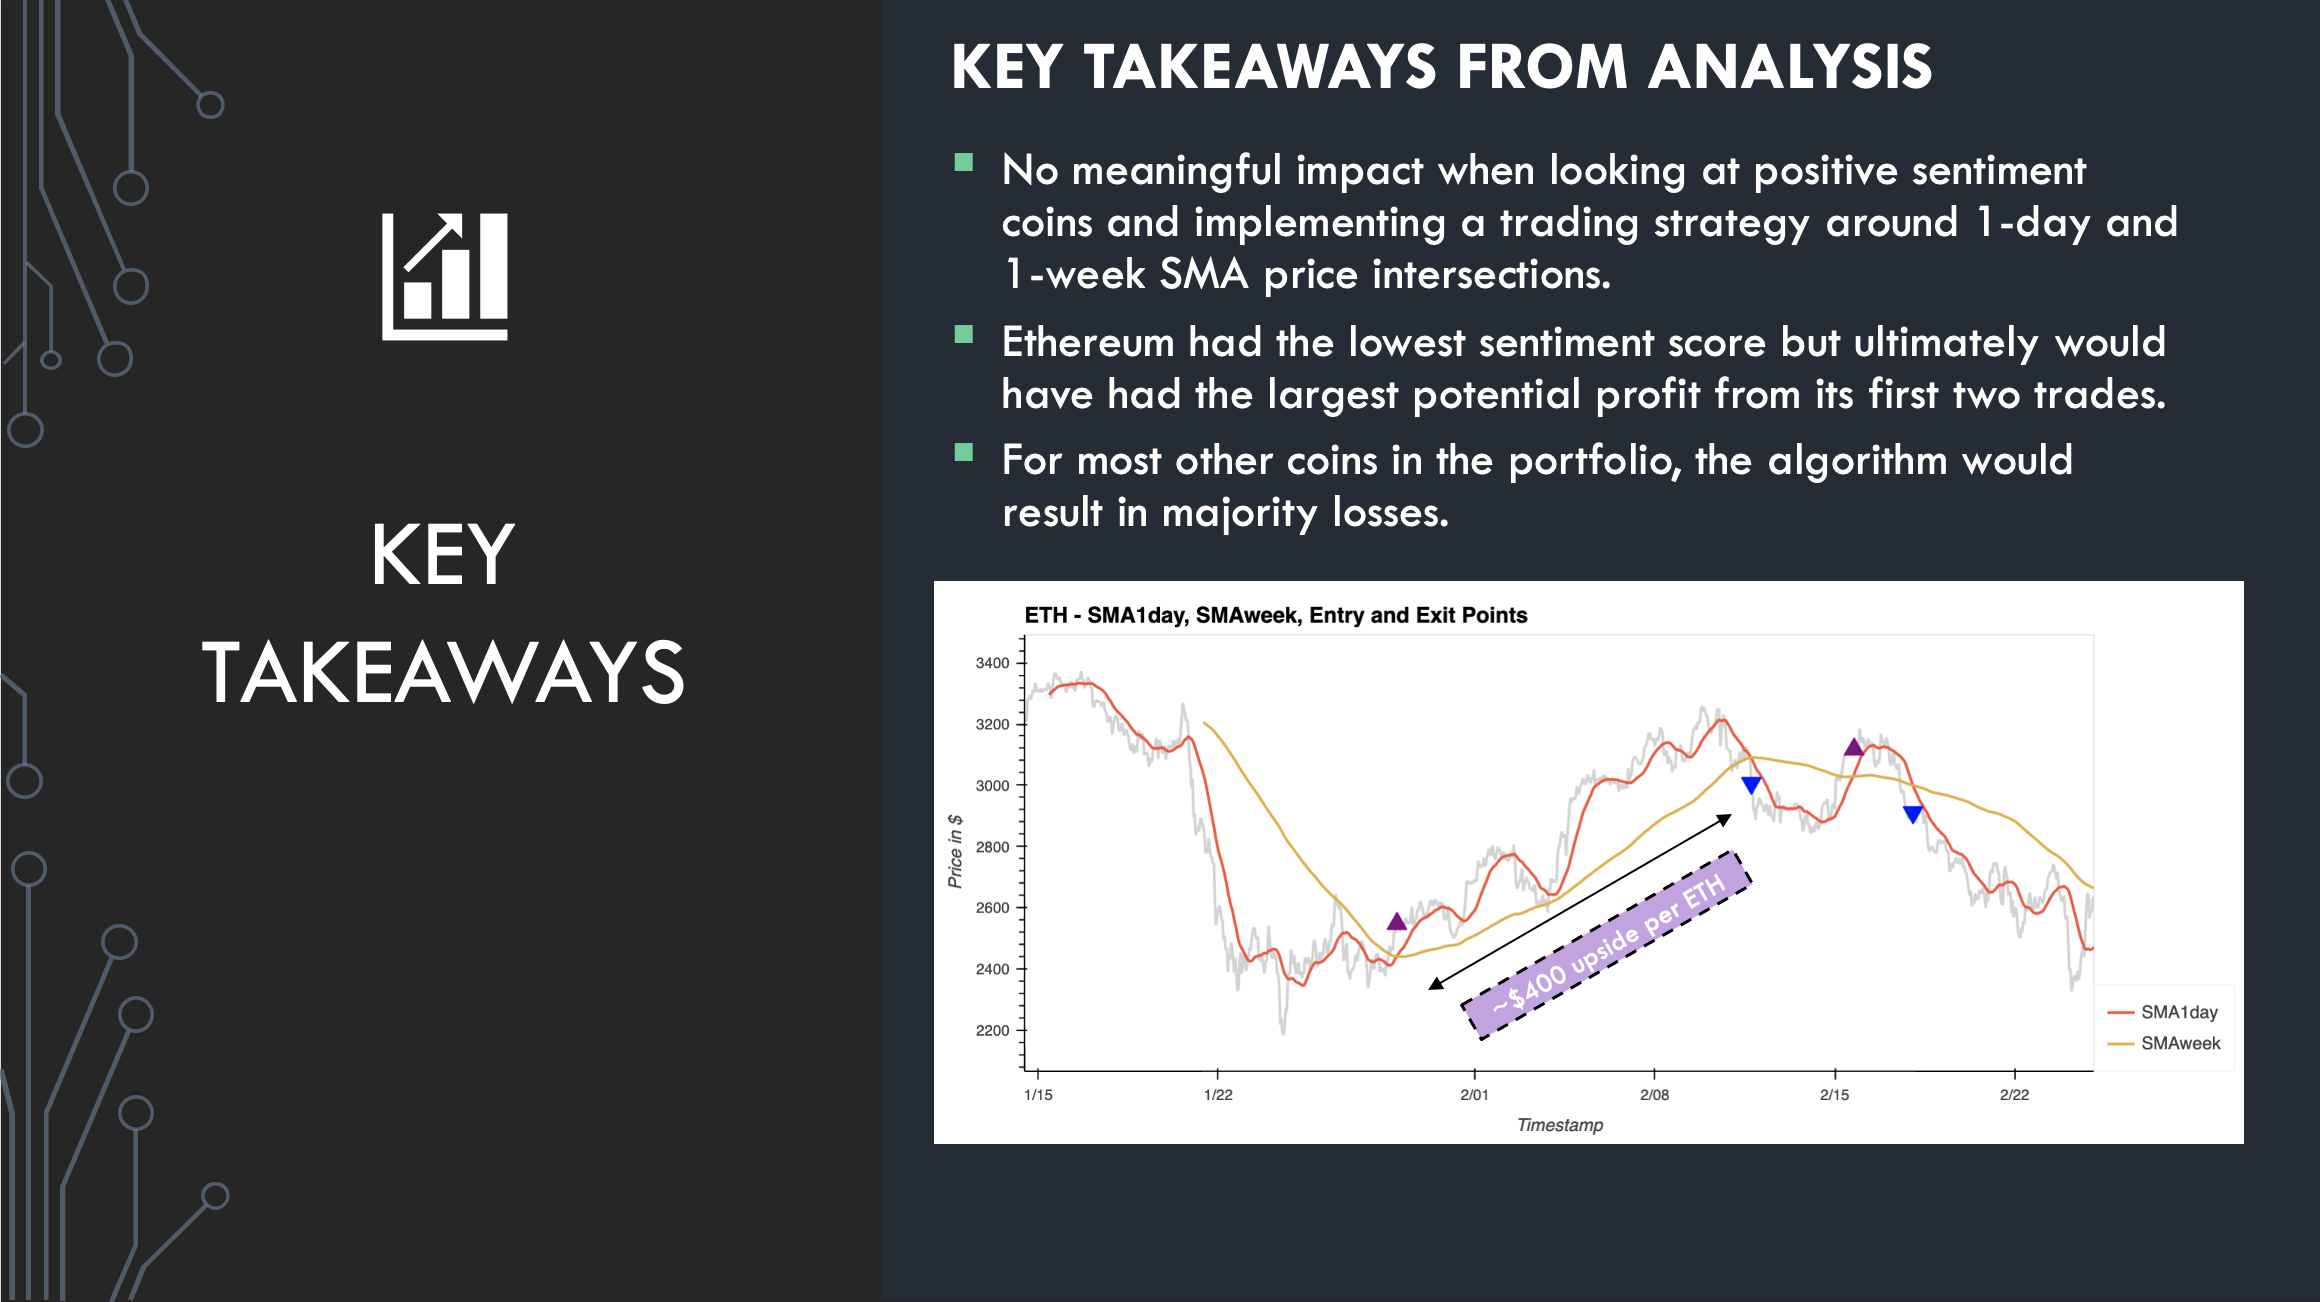 KEY
TAKEAWAYS
KEY TAKEAWAYS FROM ANALYSIS
No meaningful impact when looking at positive sentiment
coins and implementing a trading strategy around 1-day and
1-week SMA price intersections.
Ethereum had the lowest sentiment score but ultimately would
have had the largest potential profit from its first two trades.
For most other coins in the portfolio, the algorithm would
result in majority losses.
ETH - SMA1day, SMAweek, Entry and Exit Points
Price in $
3400
3200
3000
2800
2600
2400
2200
~$400 upside per ETH
SMA1day
SMAweek
1/15 1/22 2/01 2/08 2/15 2/22
Timestamp